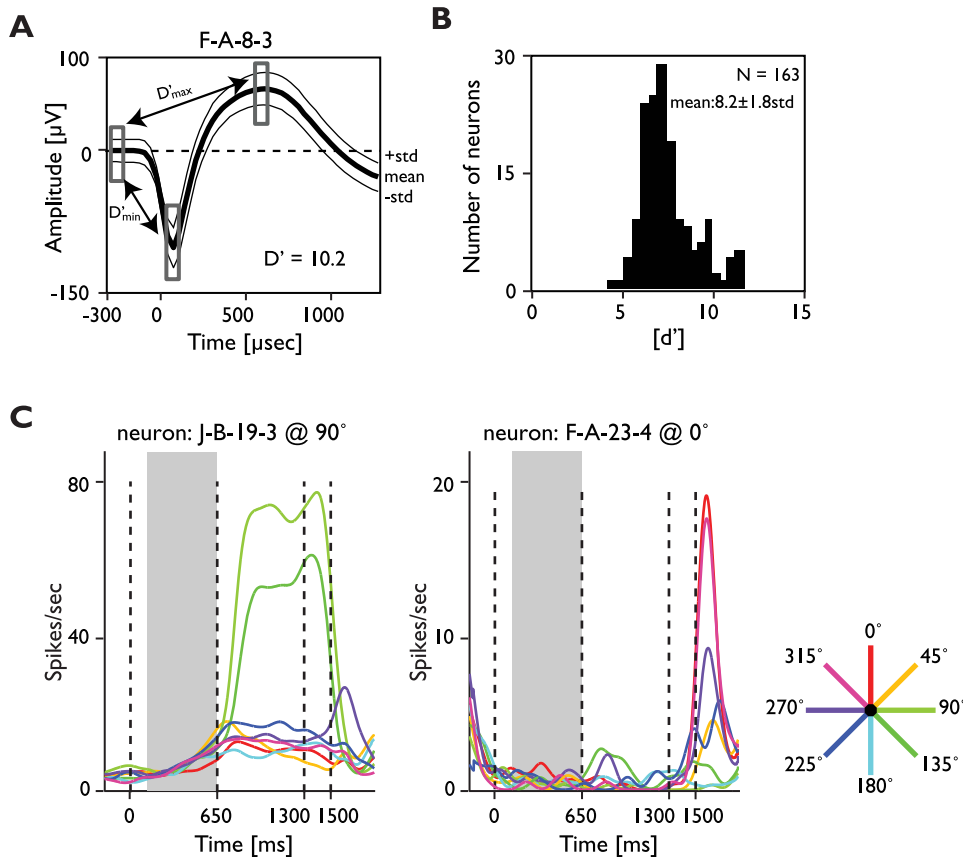 A
F-A-8-3
100
0
-150
Amplitude [µV]
D'max
D'min
+std
mean
-std
D' = 10.2
-300
0
500
1000
Time [µsec]
B
N = 163
mean:8.2±1.8std
30
15
0
Number of neurons
0
5
10
15
[d']
C
neuron: J-B-19-3 @ 90°
80
40
0
Spikes/sec
0
650
1300
1500
Time [ms]
neuron: F-A-23-4 @ 0°
20
10
0
Spikes/sec
0
650
1300
1500
Time [ms]
0°
315°
45°
270°
90°
225°
135°
180°